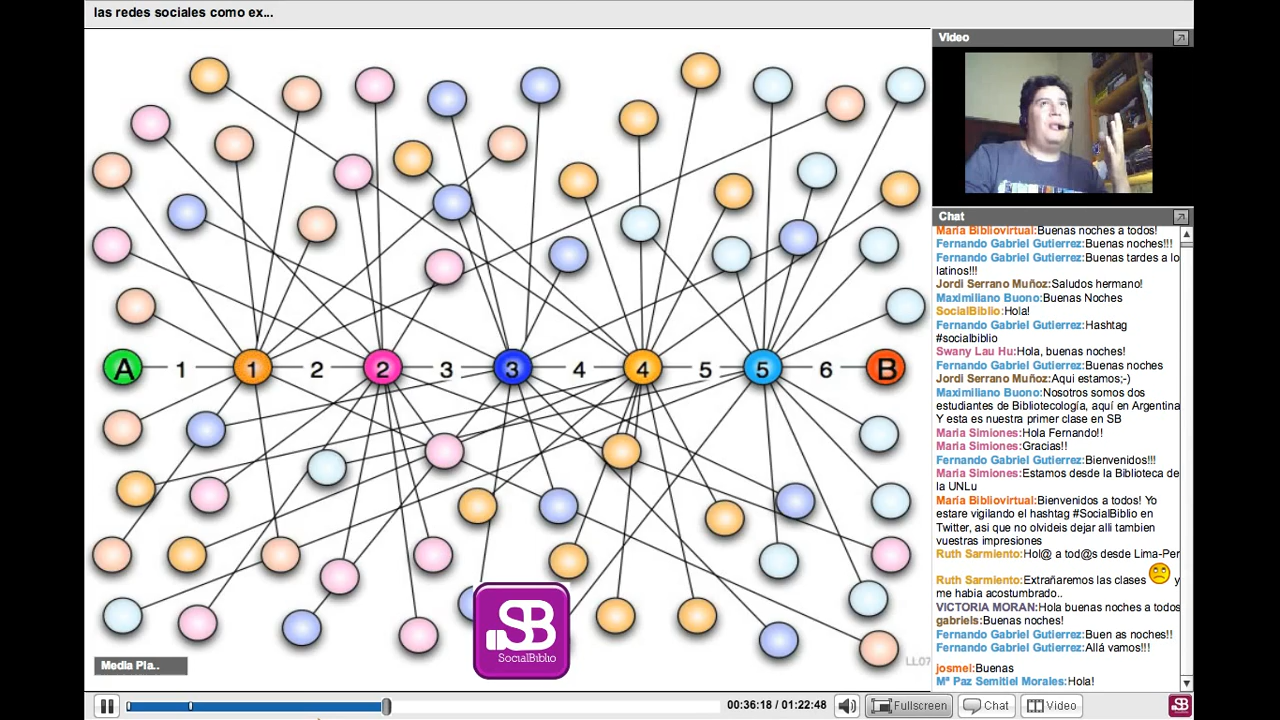 las redes sociales como ex...
A 1 1 2 2 3 3 4 4 5 5 6 B
SB
SocialBiblio
Media Pla..
LL07
00:36:18 / 01:22:48
Fullscreen
Chat
Video
SB
Video
Chat
María Bibliovirtual:Buenas noches a todos!
Fernando Gabriel Gutierrez:Buenas noches!!!
Fernando Gabriel Gutierrez:Buenas tardes a lo
latinos!!!
Jordi Serrano Muñoz:Saludos hermano!
Maximiliano Buono:Buenas Noches
SocialBiblio:Hola!
Fernando Gabriel Gutierrez:Hashtag
#socialbiblio
Swany Lau Hu:Hola, buenas noches!
Fernando Gabriel Gutierrez:Buenas noches
Jordi Serrano Muñoz:Aqui estamos;-)
Maximiliano Buono:Nosotros somos dos
estudiantes de Bibliotecología, aquí en Argentina
Y esta es nuestra primer clase en SB
Maria Simiones:Hola Fernando!!
Maria Simiones:Gracias!!
Fernando Gabriel Gutierrez:Bienvenidos!!!
Maria Simiones:Estamos desde la Biblioteca de
la UNLu
María Bibliovirtual:Bienvenidos a todos! Yo
estare vigilando el hashtag #SocialBiblio en
Twitter, asi que no olvideis dejar alli tambien
vuestras impresiones
Ruth Sarmiento:Hol@ a tod@s desde Lima-Per
Ruth Sarmiento:Extrañaremos las clases y
me habia acostumbrado..
VICTORIA MORAN:Hola buenas noches a todos
gabriels:Buenas noches!
Fernando Gabriel Gutierrez:Buen as noches!!
Fernando Gabriel Gutierrez:Allá vamos!!!
josmel:Buenas
Mª Paz Semitiel Morales:Hola!